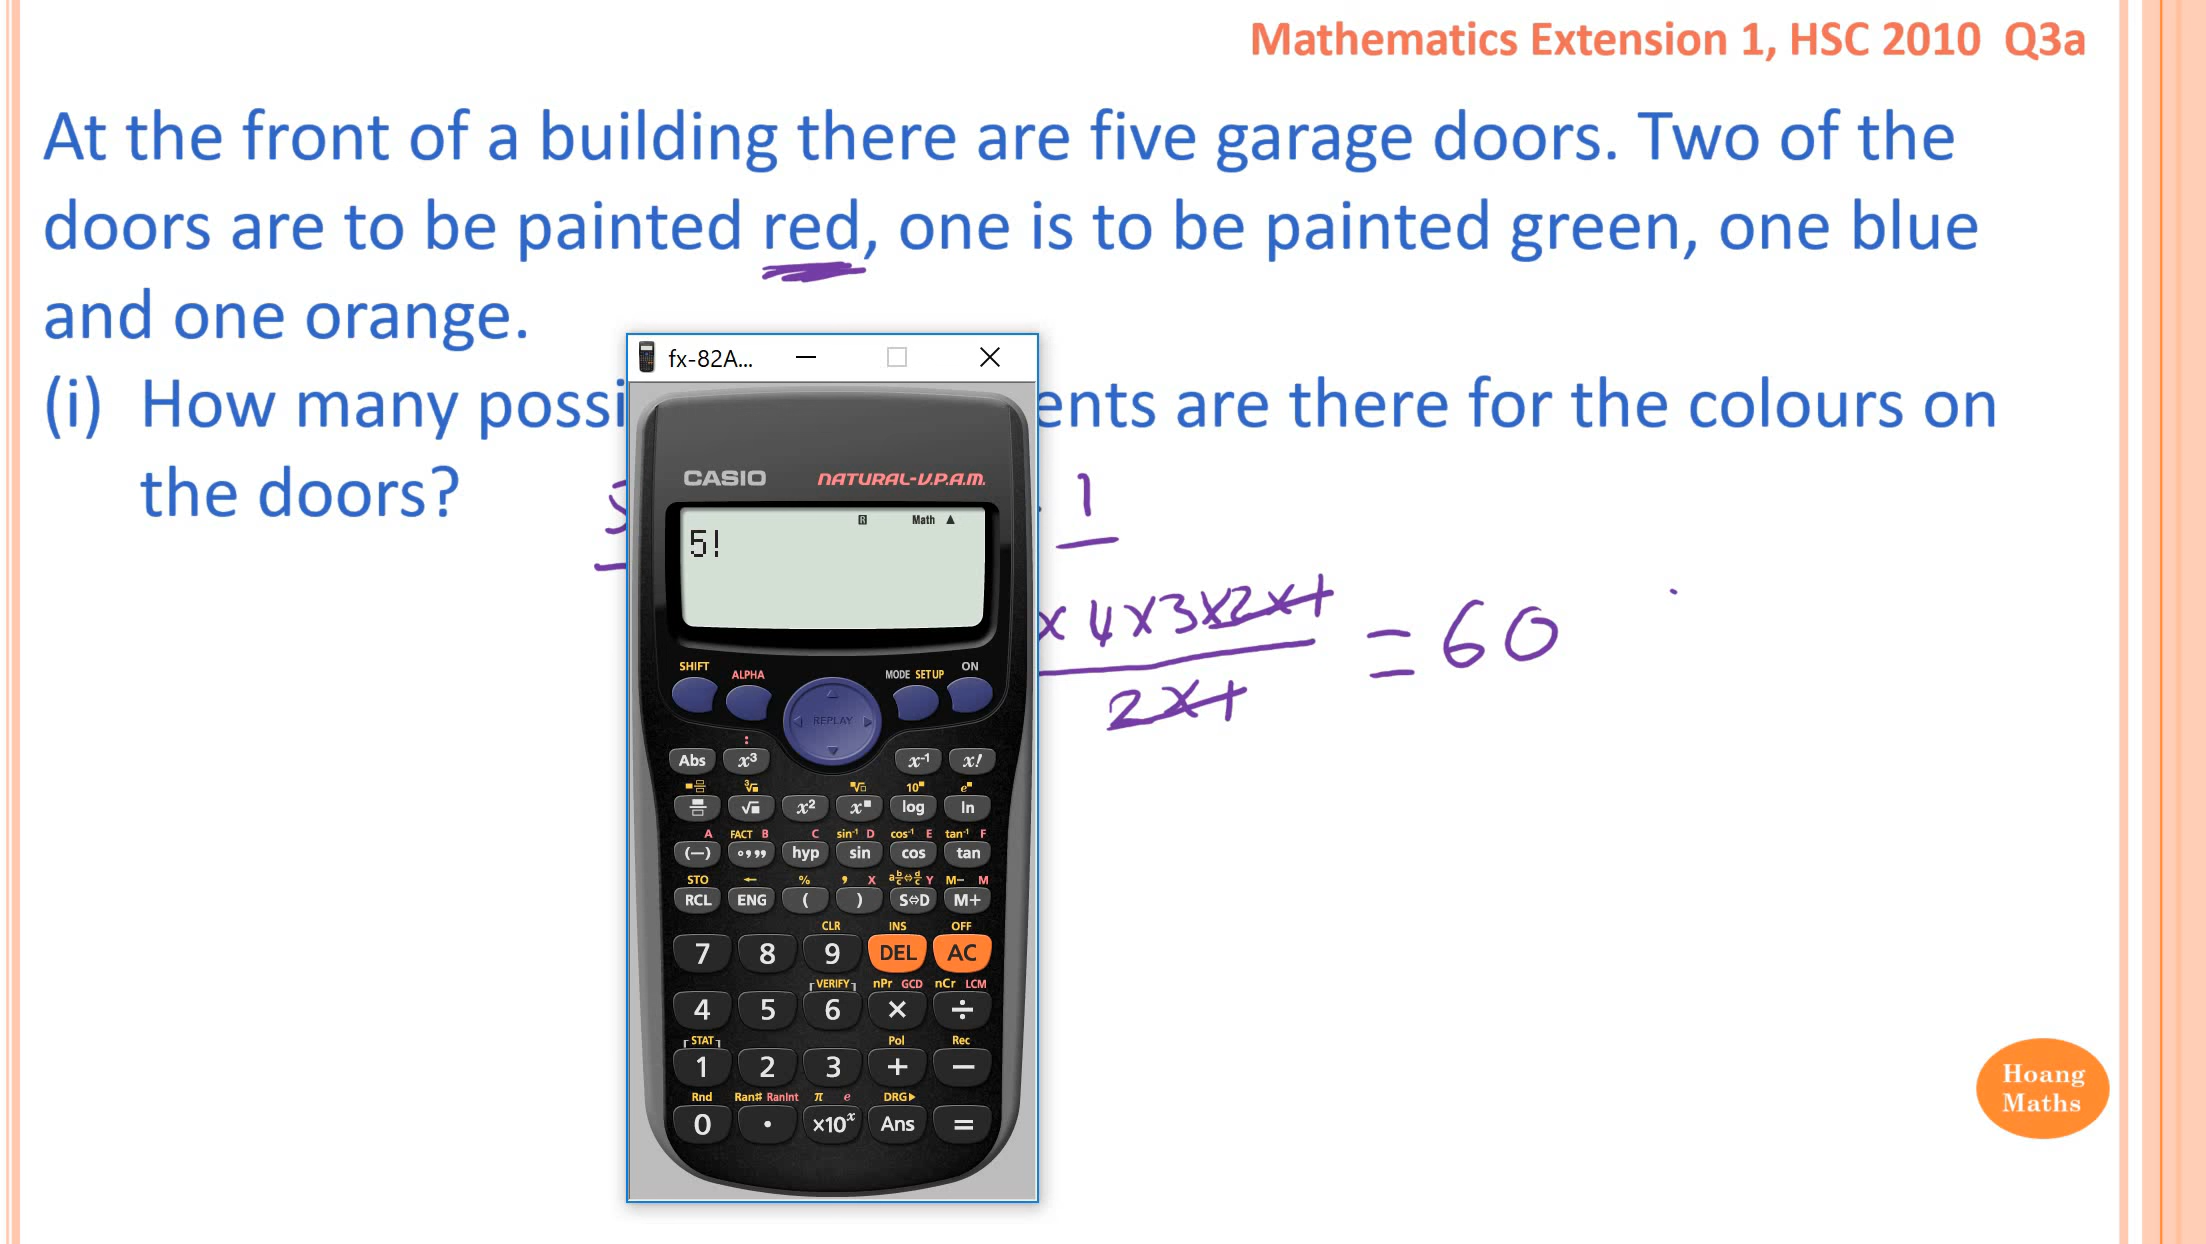 Mathematics Extension 1, HSC 2010 Q3a
At the front of a building there are five garage doors. Two of the
doors are to be painted red, one is to be painted green, one blue
and one orange.
(i) How many possi
ents are there for the colours on
the doors?
1
x 4 x 3 x 2 x 1
= 60
2 x 1
fx-82A...
CASIO NATURAL-V.P.A.M.
R Math ▲
5!
SHIFT ALPHA MODE SETUP ON
REPLAY
:
Abs x³ x⁻¹ x!
³√ 10 e
√ x² x log ln
A FACT B C sin⁻¹ D cos⁻¹ E tan⁻¹ F
(−) °,,, hyp sin cos tan
STO ← % , X a b/c⇔d/c Y M− M
RCL ENG ( ) S⇔D M+
CLR INS OFF
7 8 9 DEL AC
VERIFY nPr GCD nCr LCM
4 5 6 × ÷
STAT Pol Rec
1 2 3 + −
Rnd Ran# RanInt π e DRG▶
0 • ×10ˣ Ans =
Hoang
Maths